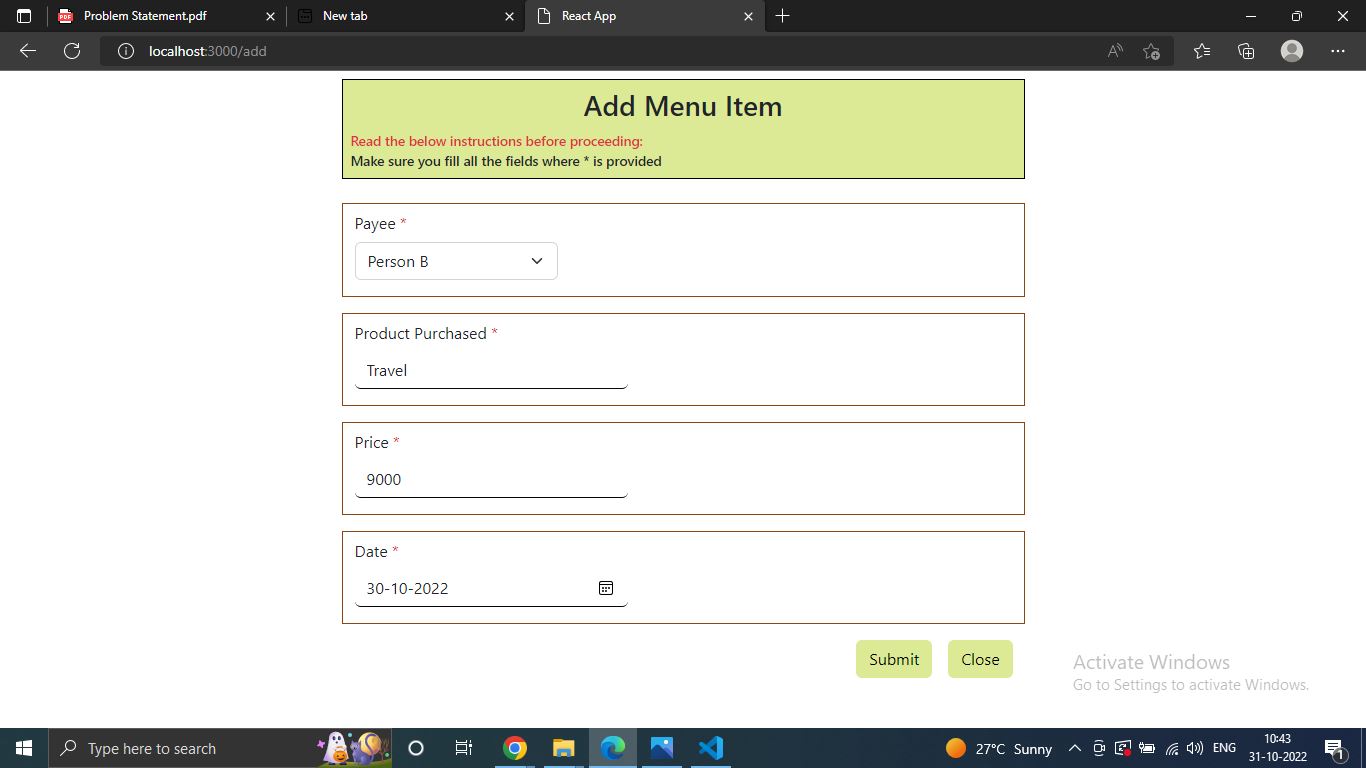 Problem Statement.pdf
New tab
React App
localhost:3000/add
Add Menu Item
Read the below instructions before proceeding:
Make sure you fill all the fields where * is provided
Payee *
Person B
Product Purchased *
Travel
Price *
9000
Date *
30-10-2022
Submit Close
Activate Windows
Go to Settings to activate Windows.
Type here to search
27°C Sunny
ENG
10:43
31-10-2022
1